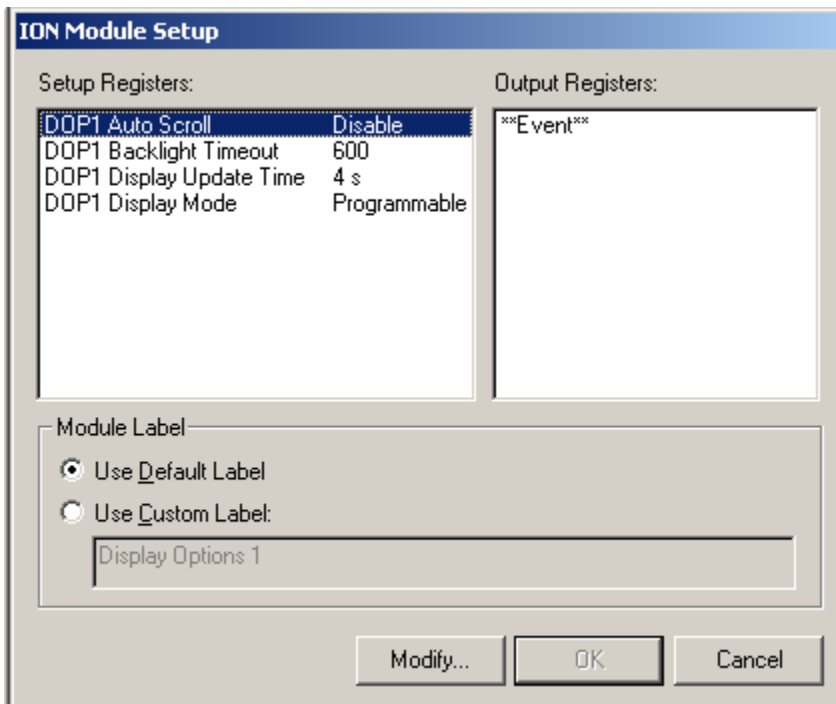 ION Module Setup
Setup Registers: Output Registers:
DOP1 Auto Scroll Disable **Event**
DOP1 Backlight Timeout 600
DOP1 Display Update Time 4 s
DOP1 Display Mode Programmable
Module Label
Use Default Label
Use Custom Label:
Display Options 1
Modify... OK Cancel